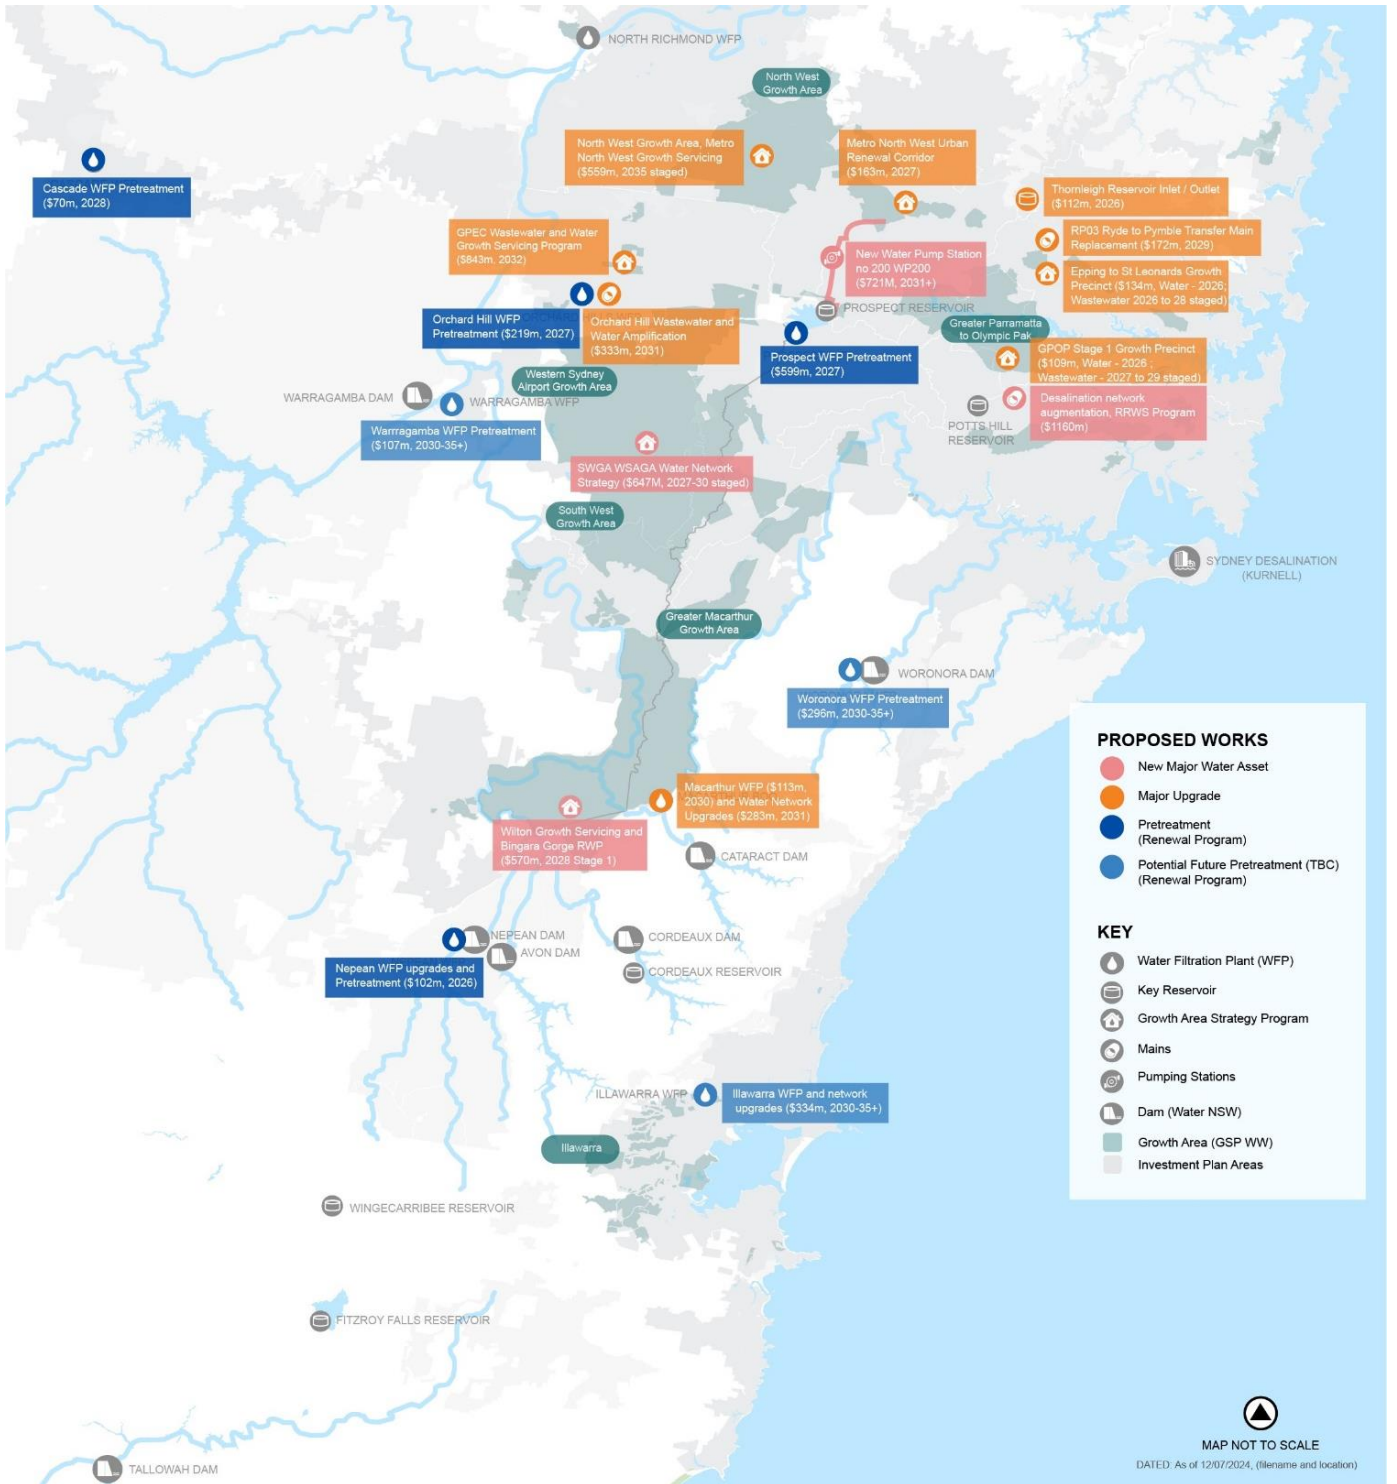 NORTH RICHMOND WFP
North West
Growth Area
North West Growth Area, Metro
North West Growth Servicing
($559m, 2035 staged)
Metro North West Urban
Renewal Corridor
($163m, 2027)
Cascade WFP Pretreatment
($70m, 2028)
Thornleigh Reservoir Inlet / Outlet
($112m, 2026)
GPEC Wastewater and Water
Growth Servicing Program
($843m, 2032)
RP03 Ryde to Pymble Transfer Main
Replacement ($172m, 2029)
New Water Pump Station
no 200 WP200
($721M, 2031+)
Epping to St Leonards Growth
Precinct ($134m, Water - 2026;
Wastewater 2026 to 28 staged)
PROSPECT RESERVOIR
Orchard Hill WFP
Pretreatment ($219m, 2027)
Orchard Hill Wastewater and
Water Amplification
($333m, 2031)
Greater Parramatta
to Olympic Pak
Prospect WFP Pretreatment
($599m, 2027)
GPOP Stage 1 Growth Precinct
($109m, Water - 2026 ;
Wastewater - 2027 to 29 staged)
Western Sydney
Airport Growth Area
WARRAGAMBA DAM
WARRAGAMBA WFP
Desalination network
augmentation, RRWS Program
($1160m)
POTTS HILL
RESERVOIR
Warrragamba WFP Pretreatment
($107m, 2030-35+)
SWGA WSAGA Water Network
Strategy ($647M, 2027-30 staged)
South West
Growth Area
SYDNEY DESALINATION
(KURNELL)
Greater Macarthur
Growth Area
WORONORA DAM
Woronora WFP Pretreatment
($296m, 2030-35+)
Macarthur WFP ($113m,
2030) and Water Network
Upgrades ($283m, 2031)
Wilton Growth Servicing and
Bingara Gorge RWP
($570m, 2028 Stage 1)
CATARACT DAM
NEPEAN DAM
AVON DAM
CORDEAUX DAM
CORDEAUX RESERVOIR
Nepean WFP upgrades and
Pretreatment ($102m, 2026)
ILLAWARRA WFP
Illawarra WFP and network
upgrades ($334m, 2030-35+)
Illawarra
WINGECARRIBEE RESERVOIR
FITZROY FALLS RESERVOIR
TALLOWAH DAM
PROPOSED WORKS
New Major Water Asset
Major Upgrade
Pretreatment
(Renewal Program)
Potential Future Pretreatment (TBC)
(Renewal Program)
KEY
Water Filtration Plant (WFP)
Key Reservoir
Growth Area Strategy Program
Mains
Pumping Stations
Dam (Water NSW)
Growth Area (GSP WW)
Investment Plan Areas
MAP NOT TO SCALE
DATED: As of 12/07/2024, (filename and location)